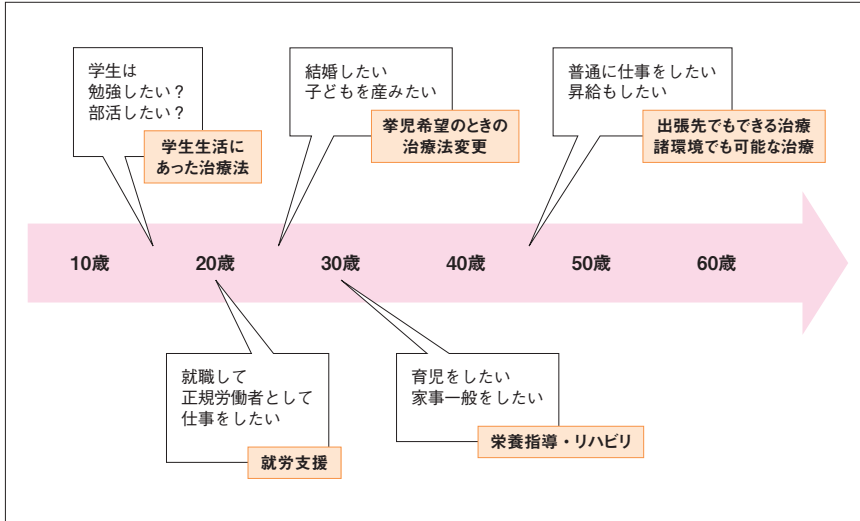 学生は
勉強したい？
部活したい？
学生生活に
あった治療法
結婚したい
子どもを産みたい
挙児希望のときの
治療法変更
普通に仕事をしたい
昇給もしたい
出張先でもできる治療
諸環境でも可能な治療
10歳
20歳
30歳
40歳
50歳
60歳
就職して
正規労働者として
仕事をしたい
就労支援
育児をしたい
家事一般をしたい
栄養指導・リハビリ